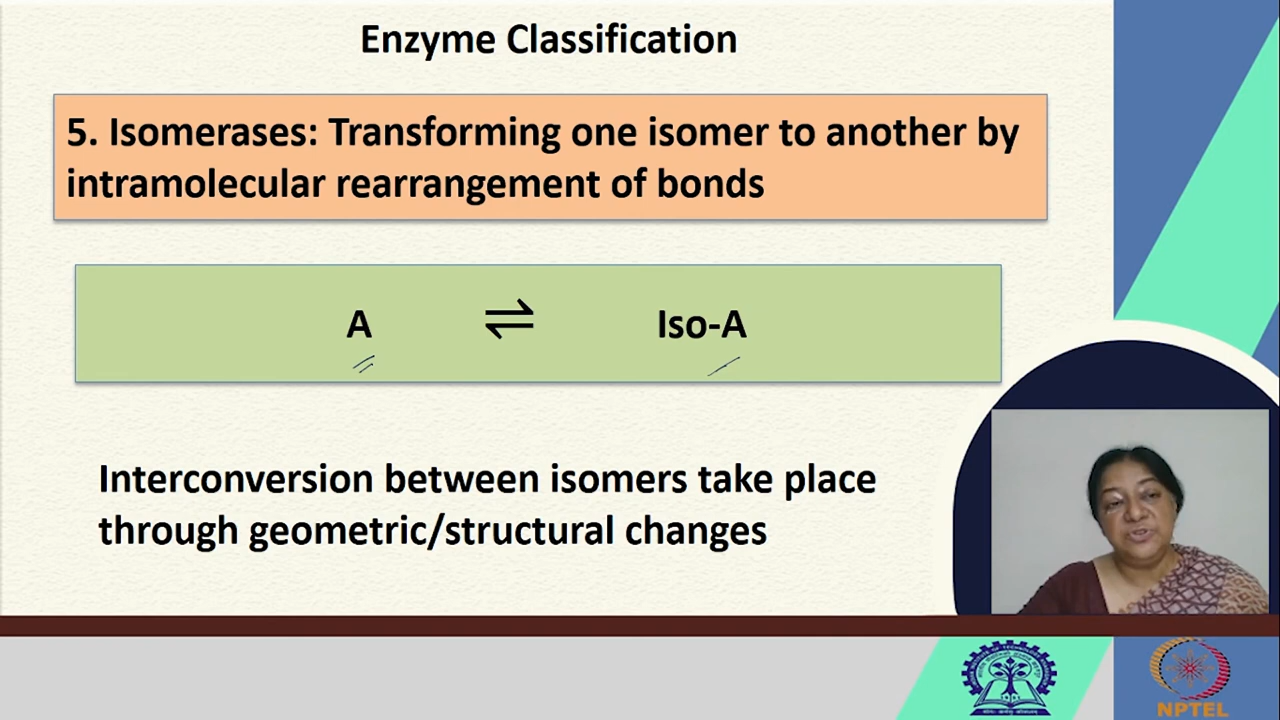 Enzyme Classification
5. Isomerases: Transforming one isomer to another by
intramolecular rearrangement of bonds
A ⇌ Iso-A
Interconversion between isomers take place
through geometric/structural changes
NPTEL